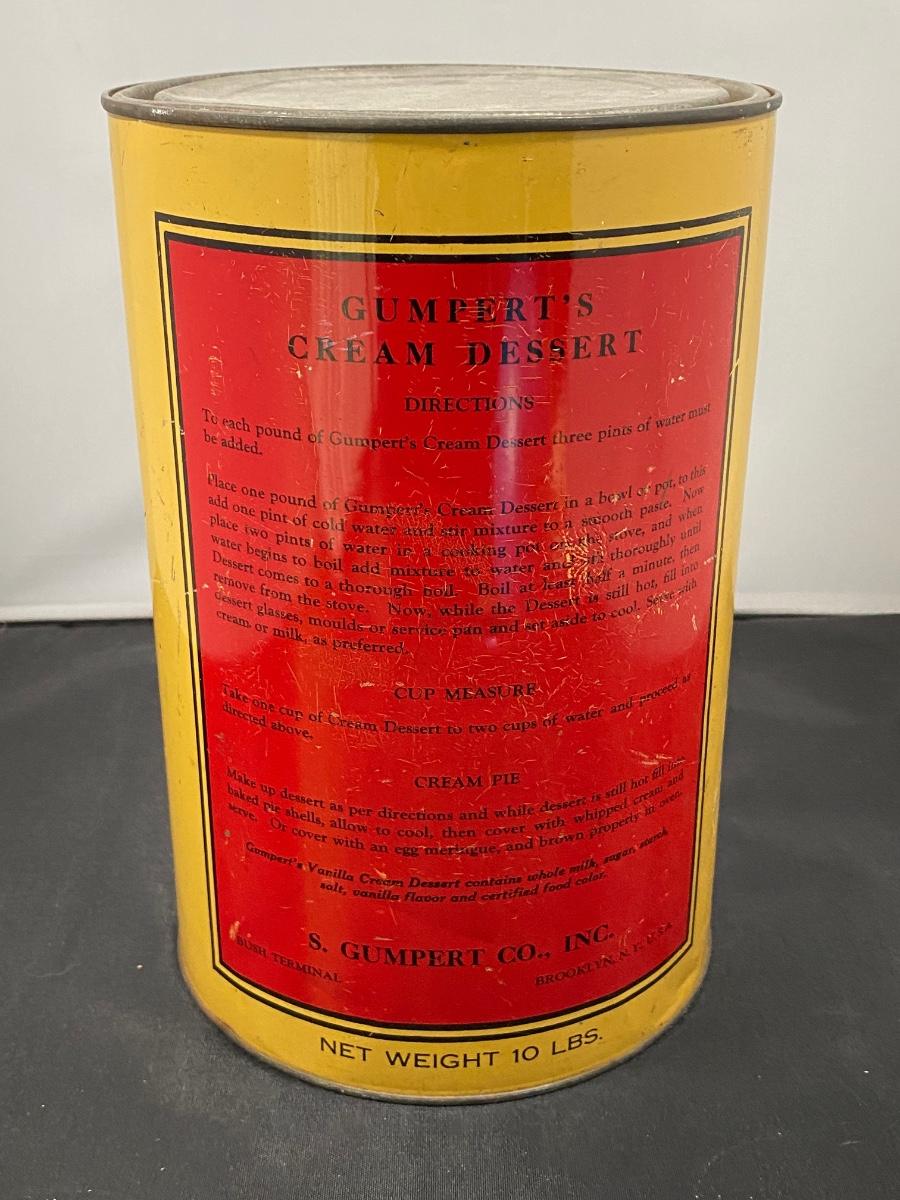 GUMPERT'S
CREAM DESSERT
DIRECTIONS
To each pound of Gumpert's Cream Dessert three pints of water must
be added.
Place one pound of Gumpert's Cream Dessert in a bowl or pot, to this
add one pint of cold water and stir mixture to a smooth paste. Now
place two pints of water in a cooking pot on the stove, and when
water begins to boil add mixture to water and stir thoroughly until
Dessert comes to a thorough boil. Boil at least half a minute, then
remove from the stove. Now, while the Dessert is still hot, fill into
dessert glasses, moulds or service pan and set aside to cool. Serve with
cream or milk, as preferred.
CUP MEASURE
Take one cup of Cream Dessert to two cups of water and proceed as
directed above.
CREAM PIE
Make up dessert as per directions and while dessert is still hot fill into
baked pie shells, allow to cool, then cover with whipped cream and
serve. Or cover with an egg meringue, and brown properly in oven.
Gumpert's Vanilla Cream Dessert contains whole milk, sugar, starch
salt, vanilla flavor and certified food color.
S. GUMPERT CO., INC.
BUSH TERMINAL BROOKLYN, N. Y., U.S.A.
NET WEIGHT 10 LBS.